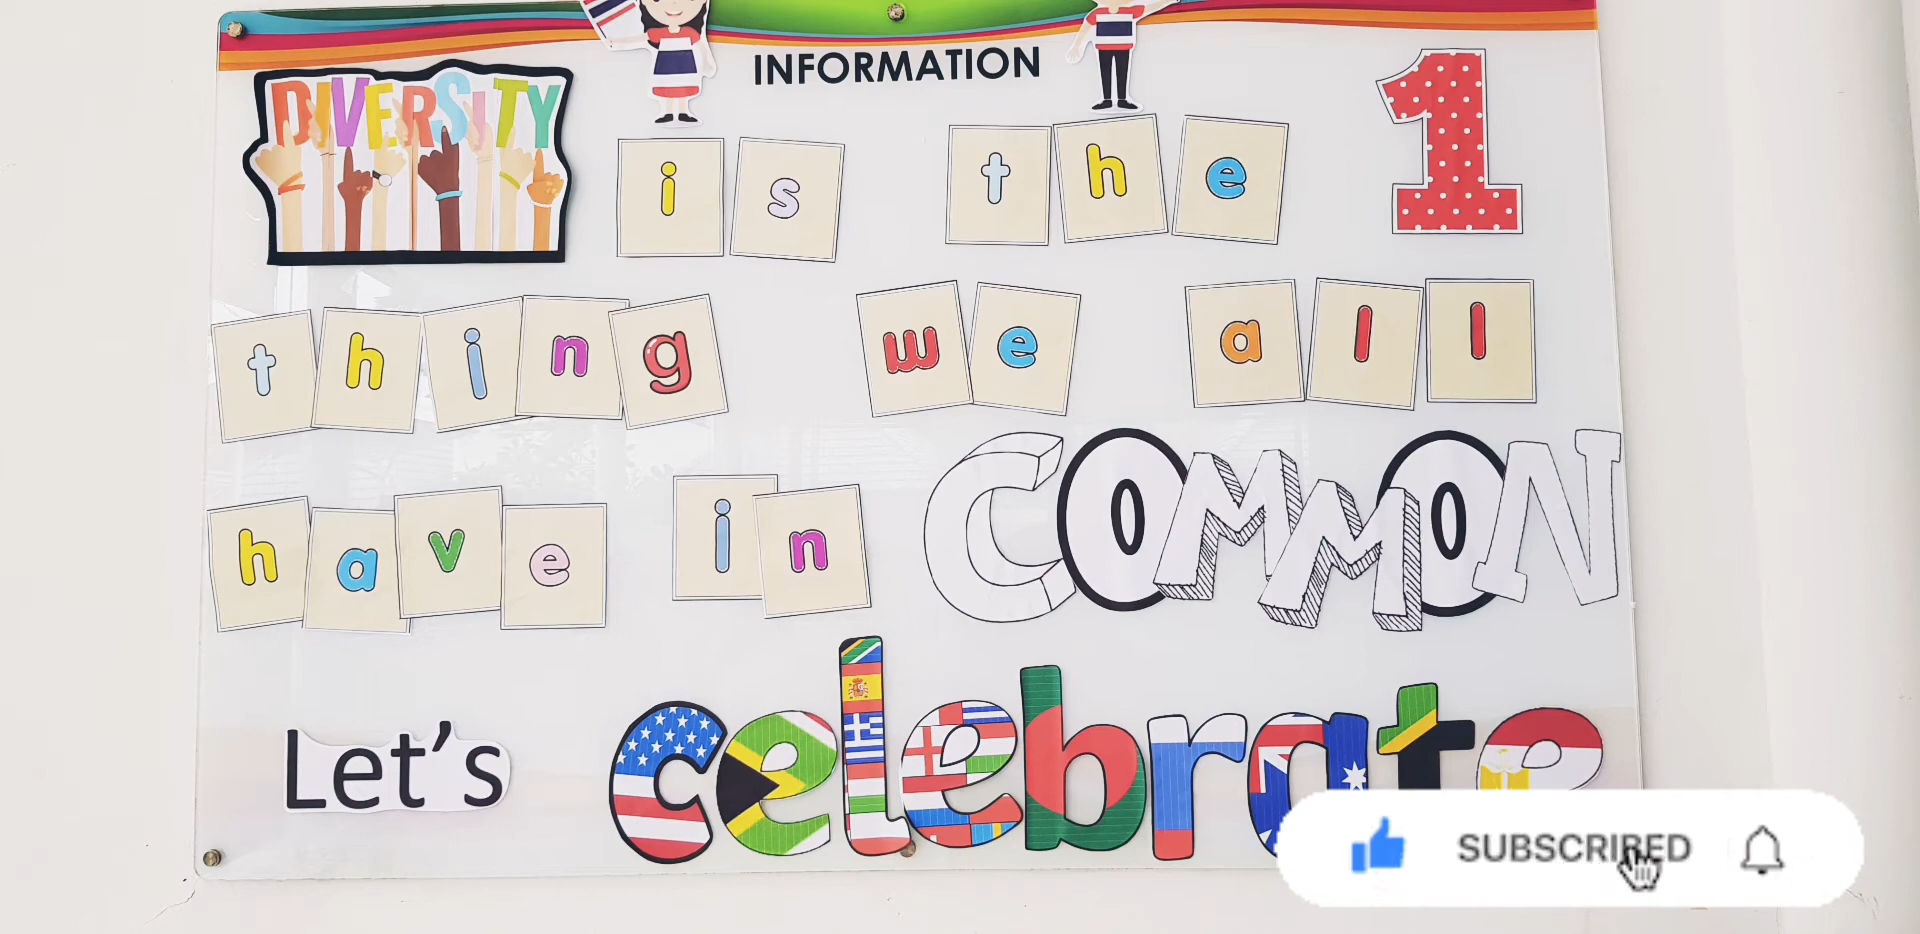 INFORMATION
DIVERSITY is the 1
thing we all
have in COMMON
Let's celebrate
SUBSCRIBED